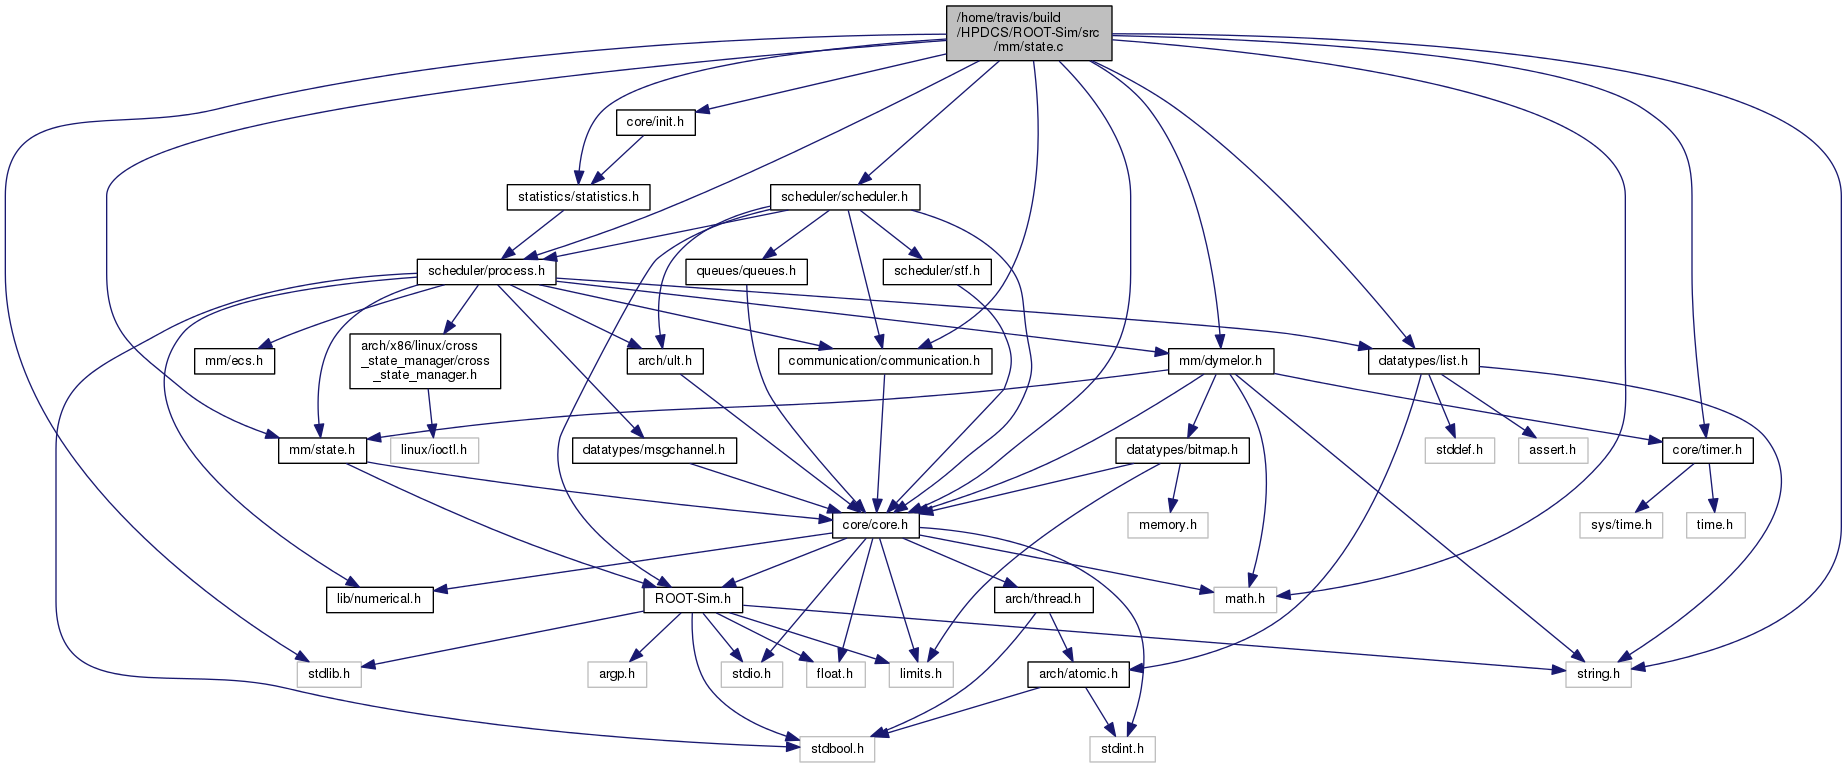 /home/travis/build
/HPDCS/ROOT-Sim/src
/mm/state.c
core/init.h
statistics/statistics.h
scheduler/scheduler.h
scheduler/process.h
queues/queues.h
scheduler/stf.h
mm/ecs.h
arch/x86/linux/cross
_state_manager/cross
_state_manager.h
arch/ult.h
communication/communication.h
mm/dymelor.h
datatypes/list.h
mm/state.h
linux/ioctl.h
datatypes/msgchannel.h
datatypes/bitmap.h
stddef.h
assert.h
core/timer.h
core/core.h
memory.h
sys/time.h
time.h
lib/numerical.h
ROOT-Sim.h
arch/thread.h
math.h
stdlib.h
argp.h
stdio.h
float.h
limits.h
arch/atomic.h
string.h
stdbool.h
stdint.h